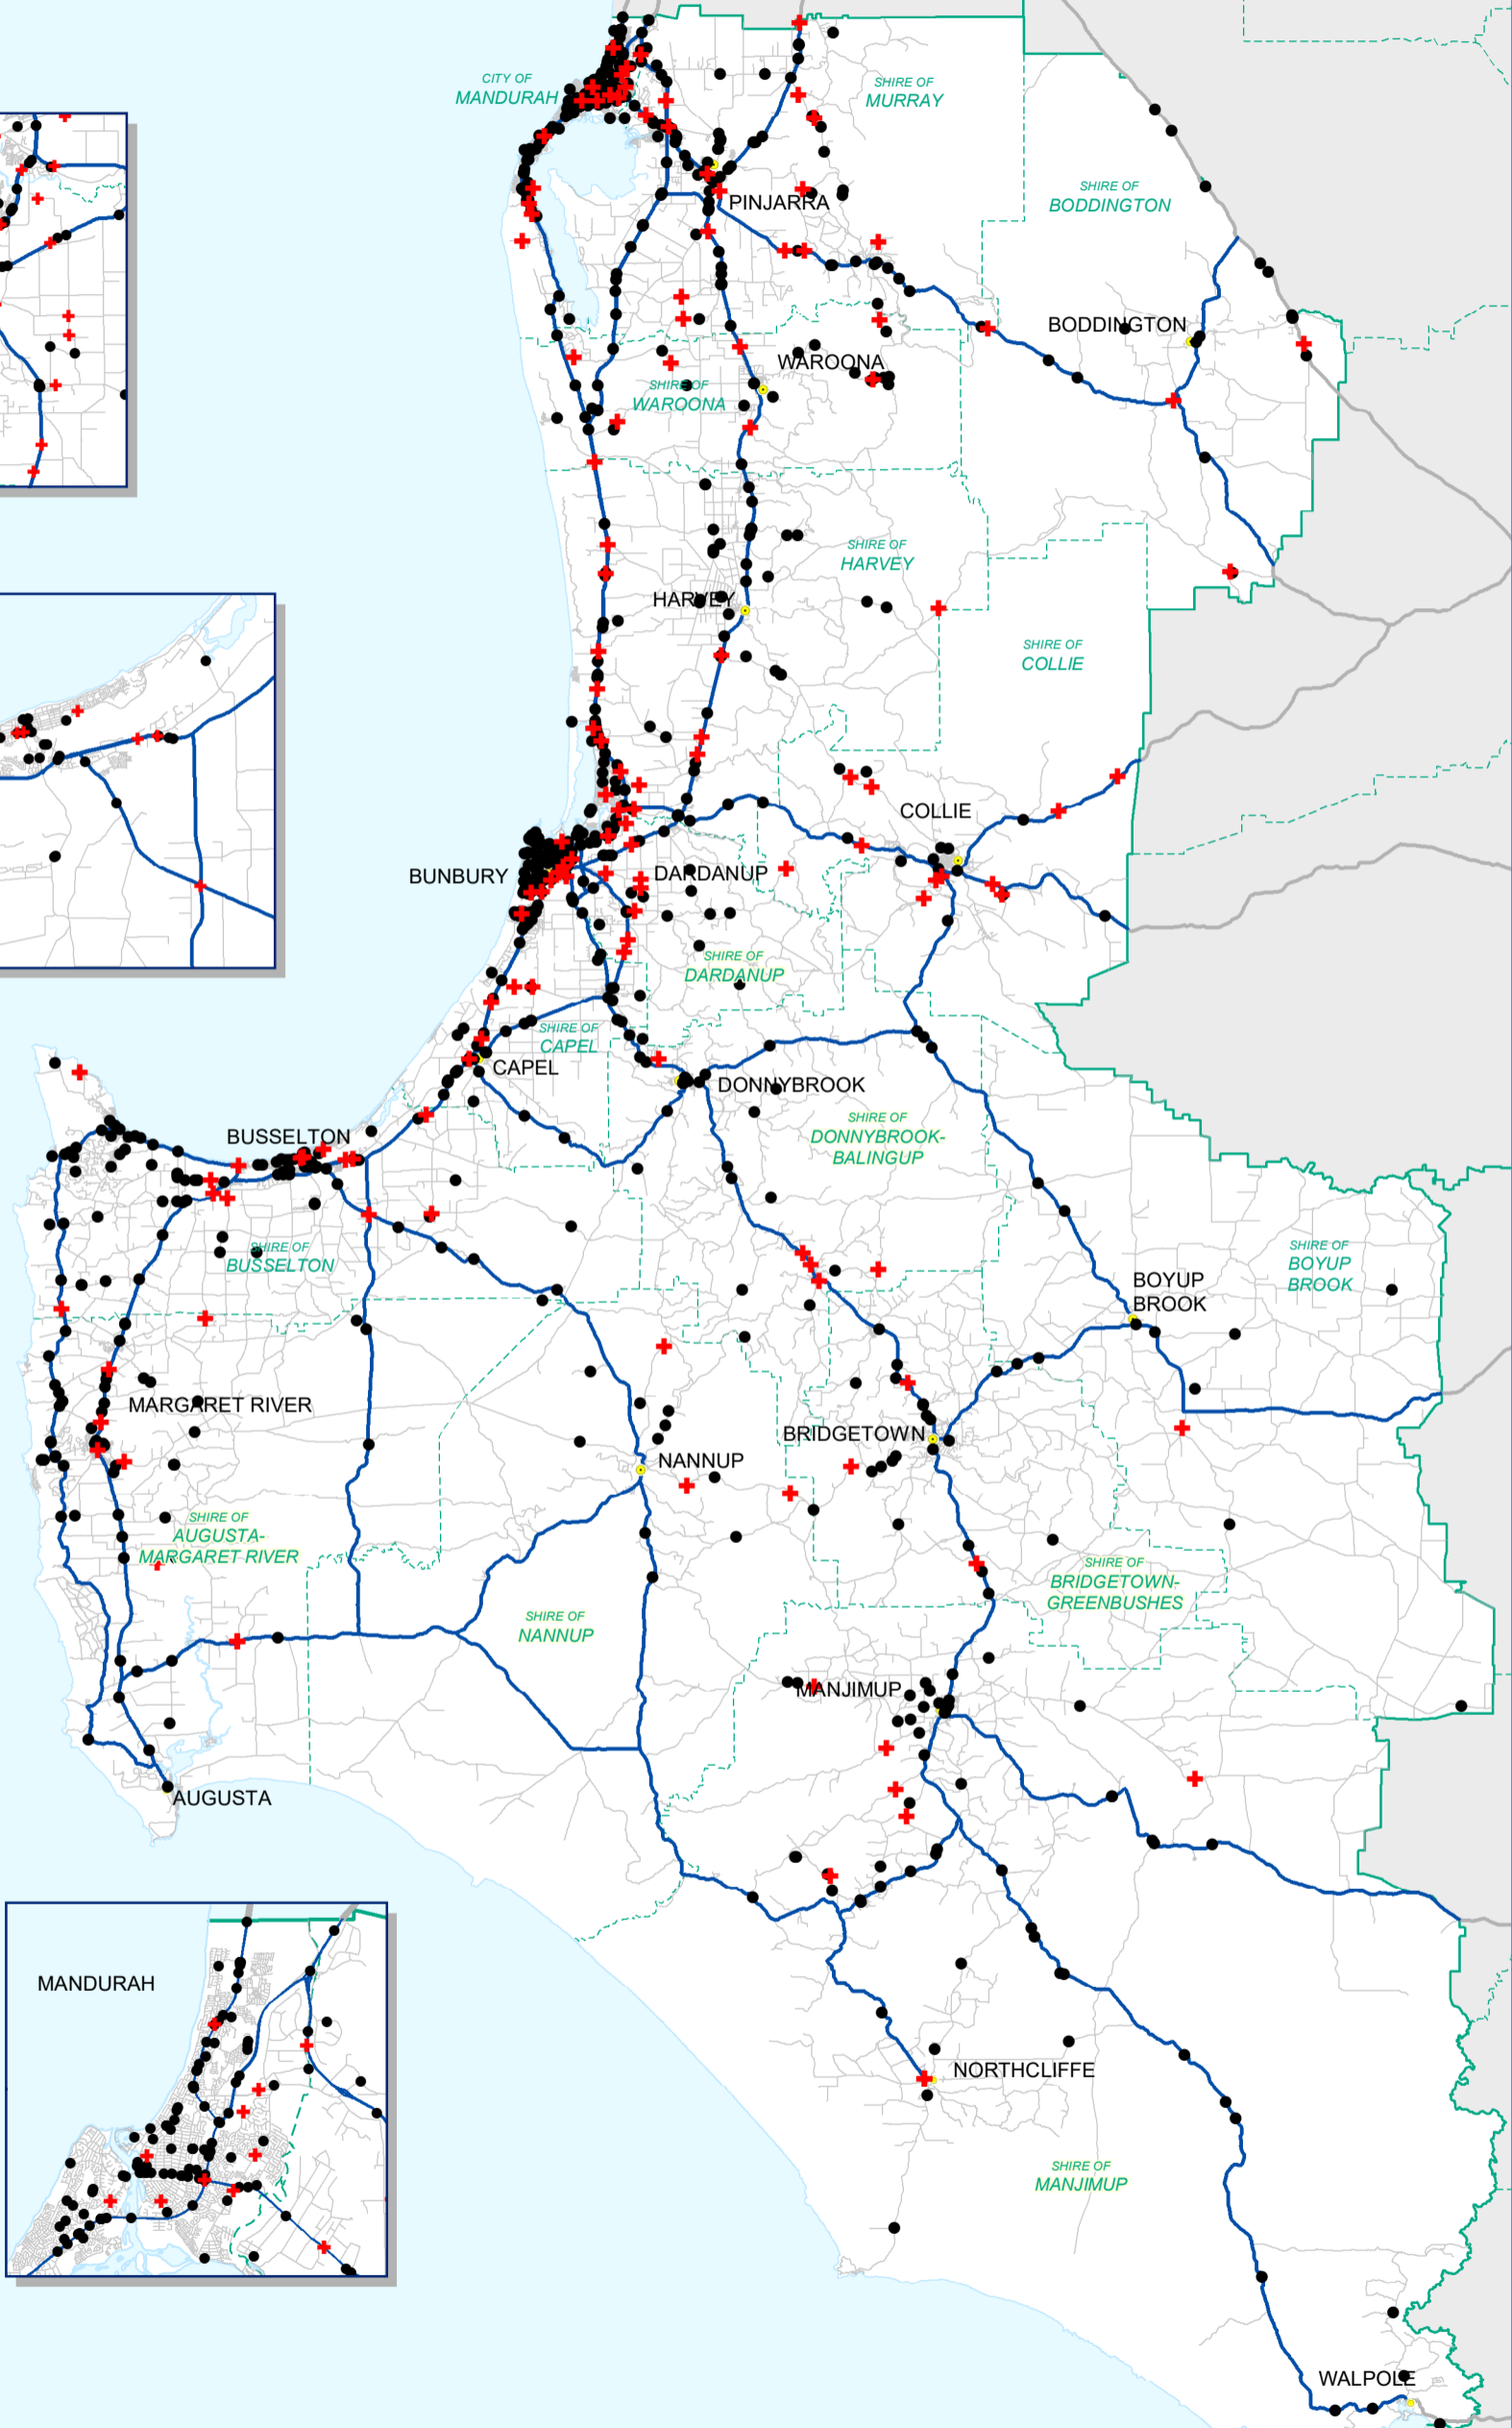 CITY OF
MANDURAH
SHIRE OF
MURRAY
SHIRE OF
BODDINGTON
PINJARRA
BODDINGTON
WAROONA
SHIRE OF
WAROONA
SHIRE OF
HARVEY
HARVEY
SHIRE OF
COLLIE
COLLIE
BUNBURY
DARDANUP
SHIRE OF
DARDANUP
SHIRE OF
CAPEL
CAPEL
DONNYBROOK
SHIRE OF
DONNYBROOK-
BALINGUP
BUSSELTON
SHIRE OF
BUSSELTON
SHIRE OF
BOYUP
BROOK
BOYUP
BROOK
MARGARET RIVER
BRIDGETOWN
NANNUP
SHIRE OF
AUGUSTA-
MARGARET RIVER
SHIRE OF
BRIDGETOWN-
GREENBUSHES
SHIRE OF
NANNUP
MANJIMUP
AUGUSTA
MANDURAH
NORTHCLIFFE
SHIRE OF
MANJIMUP
WALPOLE